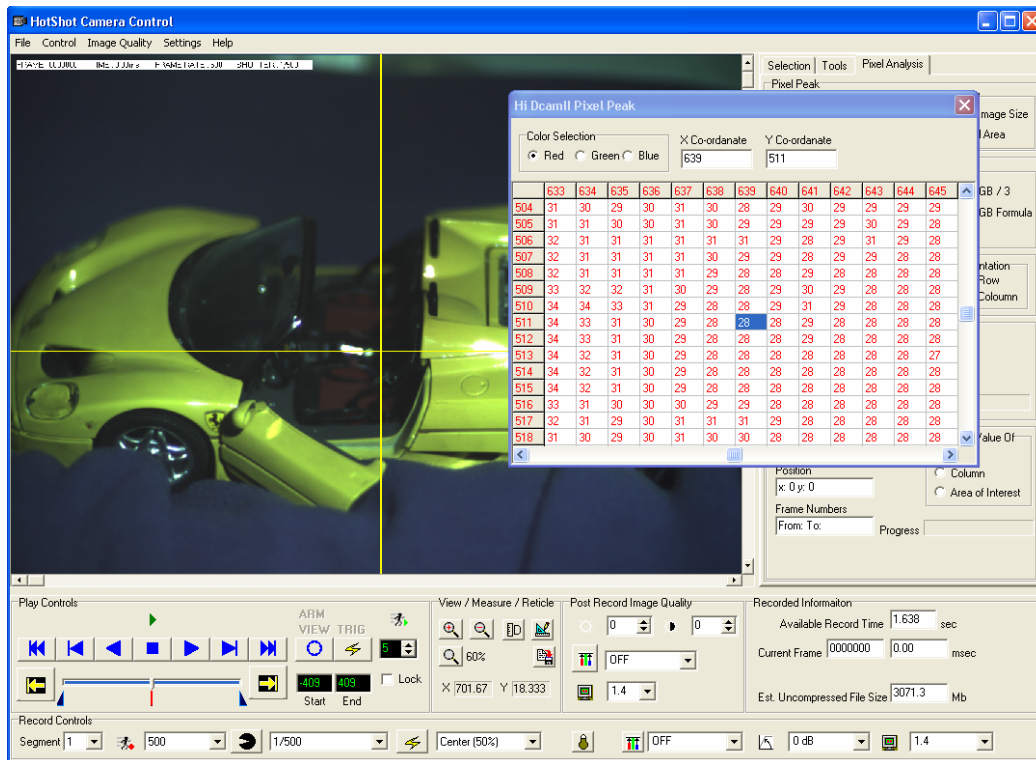 HotShot Camera Control
File Control Image Quality Settings Help
Selection Tools Pixel Analysis
Pixel Peak
Hi DcamII Pixel Peak
mage Size
l Area
Color Selection X Co-ordanate Y Co-ordanate
Red Green Blue 639 511
GB / 3
GB Formula
633 634 635 636 637 638 639 640 641 642 643 644 645
504 31 30 29 30 31 30 28 29 30 29 29 29 29
505 31 31 30 30 31 30 29 29 29 29 30 29 28
506 32 31 31 31 31 31 31 29 28 29 31 29 28
507 32 31 31 31 31 30 29 29 28 29 29 28 28
508 32 31 31 31 31 29 28 28 29 28 29 28 28
509 33 32 32 31 30 29 28 29 30 29 28 28 28
510 34 34 33 31 29 28 28 29 31 29 28 28 28
511 34 33 31 30 29 28 28 28 29 28 28 28 28
512 34 33 31 30 29 28 28 28 29 28 28 28 28
513 34 32 31 30 29 28 28 28 28 28 28 28 27
514 34 32 31 30 29 28 28 28 28 28 28 28 28
515 34 32 31 30 29 28 28 28 28 28 28 28 28
516 33 31 30 30 30 29 29 28 28 28 28 28 28
517 32 31 29 30 31 31 31 29 28 28 28 28 28
518 31 30 29 30 31 30 30 28 28 28 28 28 28
ntation
Row
Coloumn
Value Of
Position
x: 0 y: 0
Column
Area of Interest
Frame Numbers
From: To:
Progress
Play Controls
ARM
VIEW TRIG
5
-409 409
Start End
Lock
View / Measure / Reticle
60%
X 701.67 Y 18.333
Post Record Image Quality
0 0
OFF
1.4
Recorded Informaiton
Available Record Time 1.638 sec
Current Frame 0000000 0.00 msec
Est. Uncompressed File Size 3071.3 Mb
Record Controls
Segment 1 500 1/500 Center (50%) OFF 0 dB 1.4